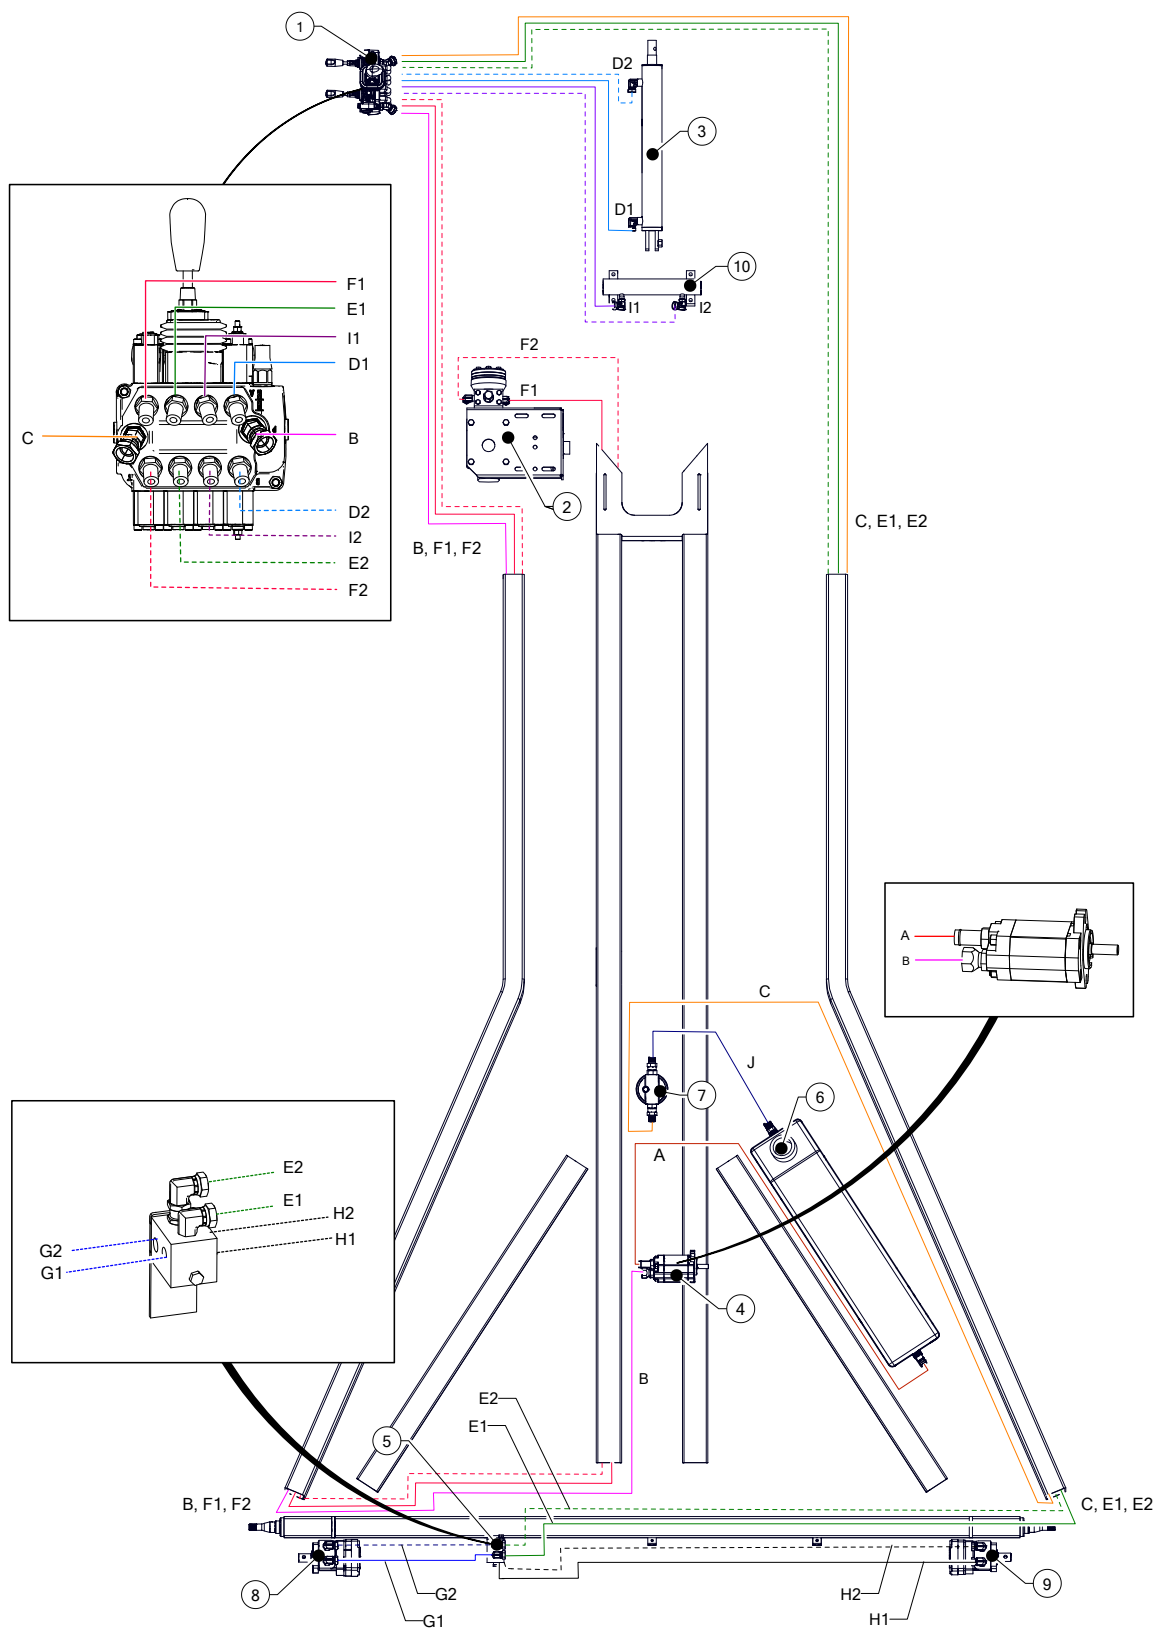 1
D2
3
D1
10
I1
I2
F1
E1
I1
D1
C
B
D2
I2
E2
F2
F2
F1
2
B, F1, F2
C, E1, E2
A
B
C
J
7
6
A
4
E2
E1
H2
H1
G2
G1
B
E2
E1
5
B, F1, F2
C, E1, E2
8
G2
G1
H2
H1
9